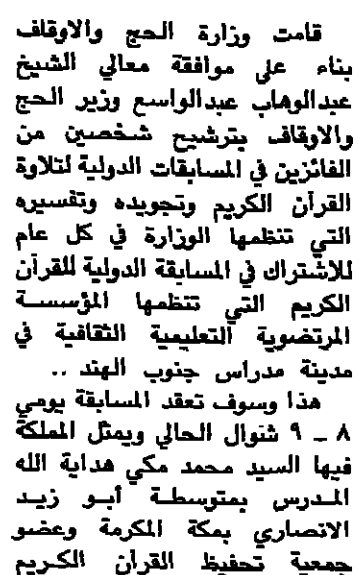 قامت وزارة الحج والاوقاف
بناء على موافقة معالي الشيخ
عبدالوهاب عبدالواسع وزير الحج
والاوقاف بترشيح شخصين من
الفائزين في المسابقات الدولية لتلاوة
القرآن الكريم وتجويده وتفسيره
التي تنظمها الوزارة في كل عام
للاشتراك في المسابقة الدولية للقرآن
الكريم التي تنظمها المؤسسة
المرتضوية التعليمية الثقافية في
مدينة مدراس جنوب الهند ..
هذا وسوف تعقد المسابقة يومي
٨ ــ ٩ شوال الحالي ويمثل المملكة
فيها السيد محمد مكي هداية الله
المدرس بمتوسطة أبو زيد
الانصاري بمكة المكرمة وعضو
جمعية تحفيظ القرآن الكريم